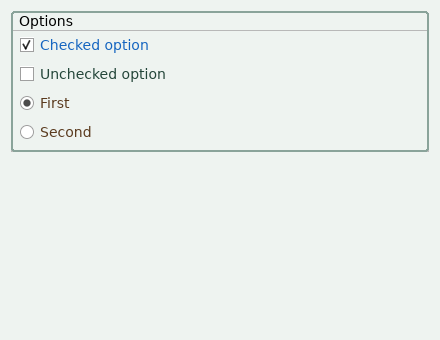 Options
Checked option
Unchecked option
First
Second